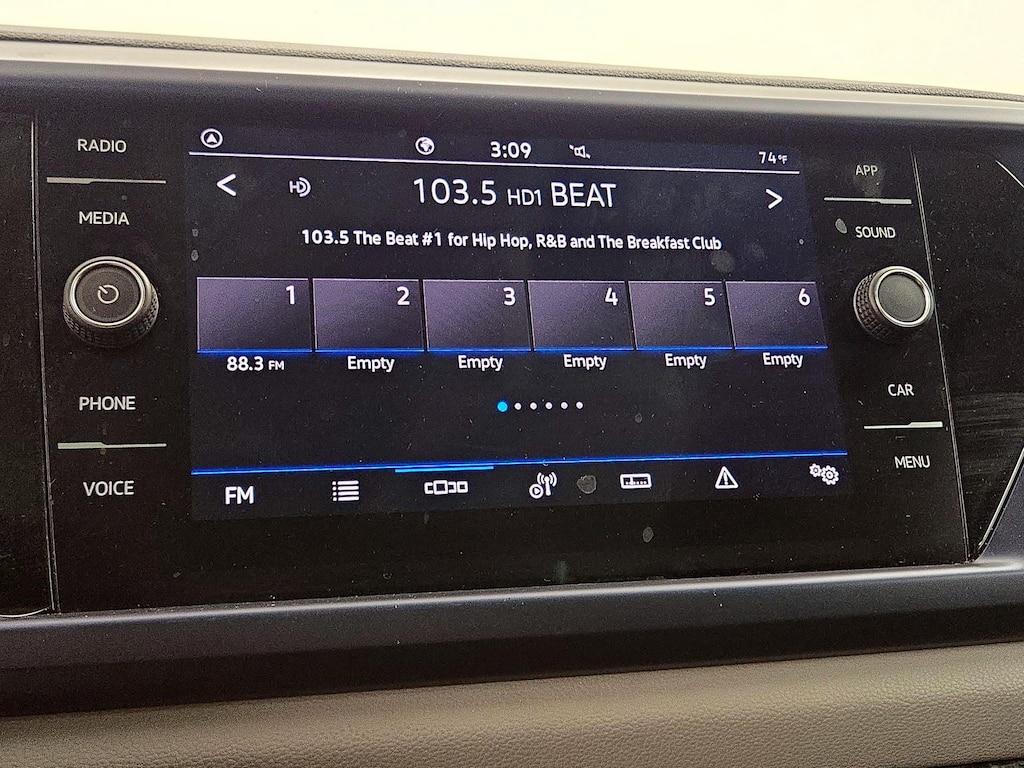 RADIO
MEDIA
PHONE
VOICE
3:09
74°F
< HD 103.5 HD1 BEAT >
103.5 The Beat #1 for Hip Hop, R&B and The Breakfast Club
1 2 3 4 5 6
88.3 FM Empty Empty Empty Empty Empty
FM
APP
SOUND
CAR
MENU